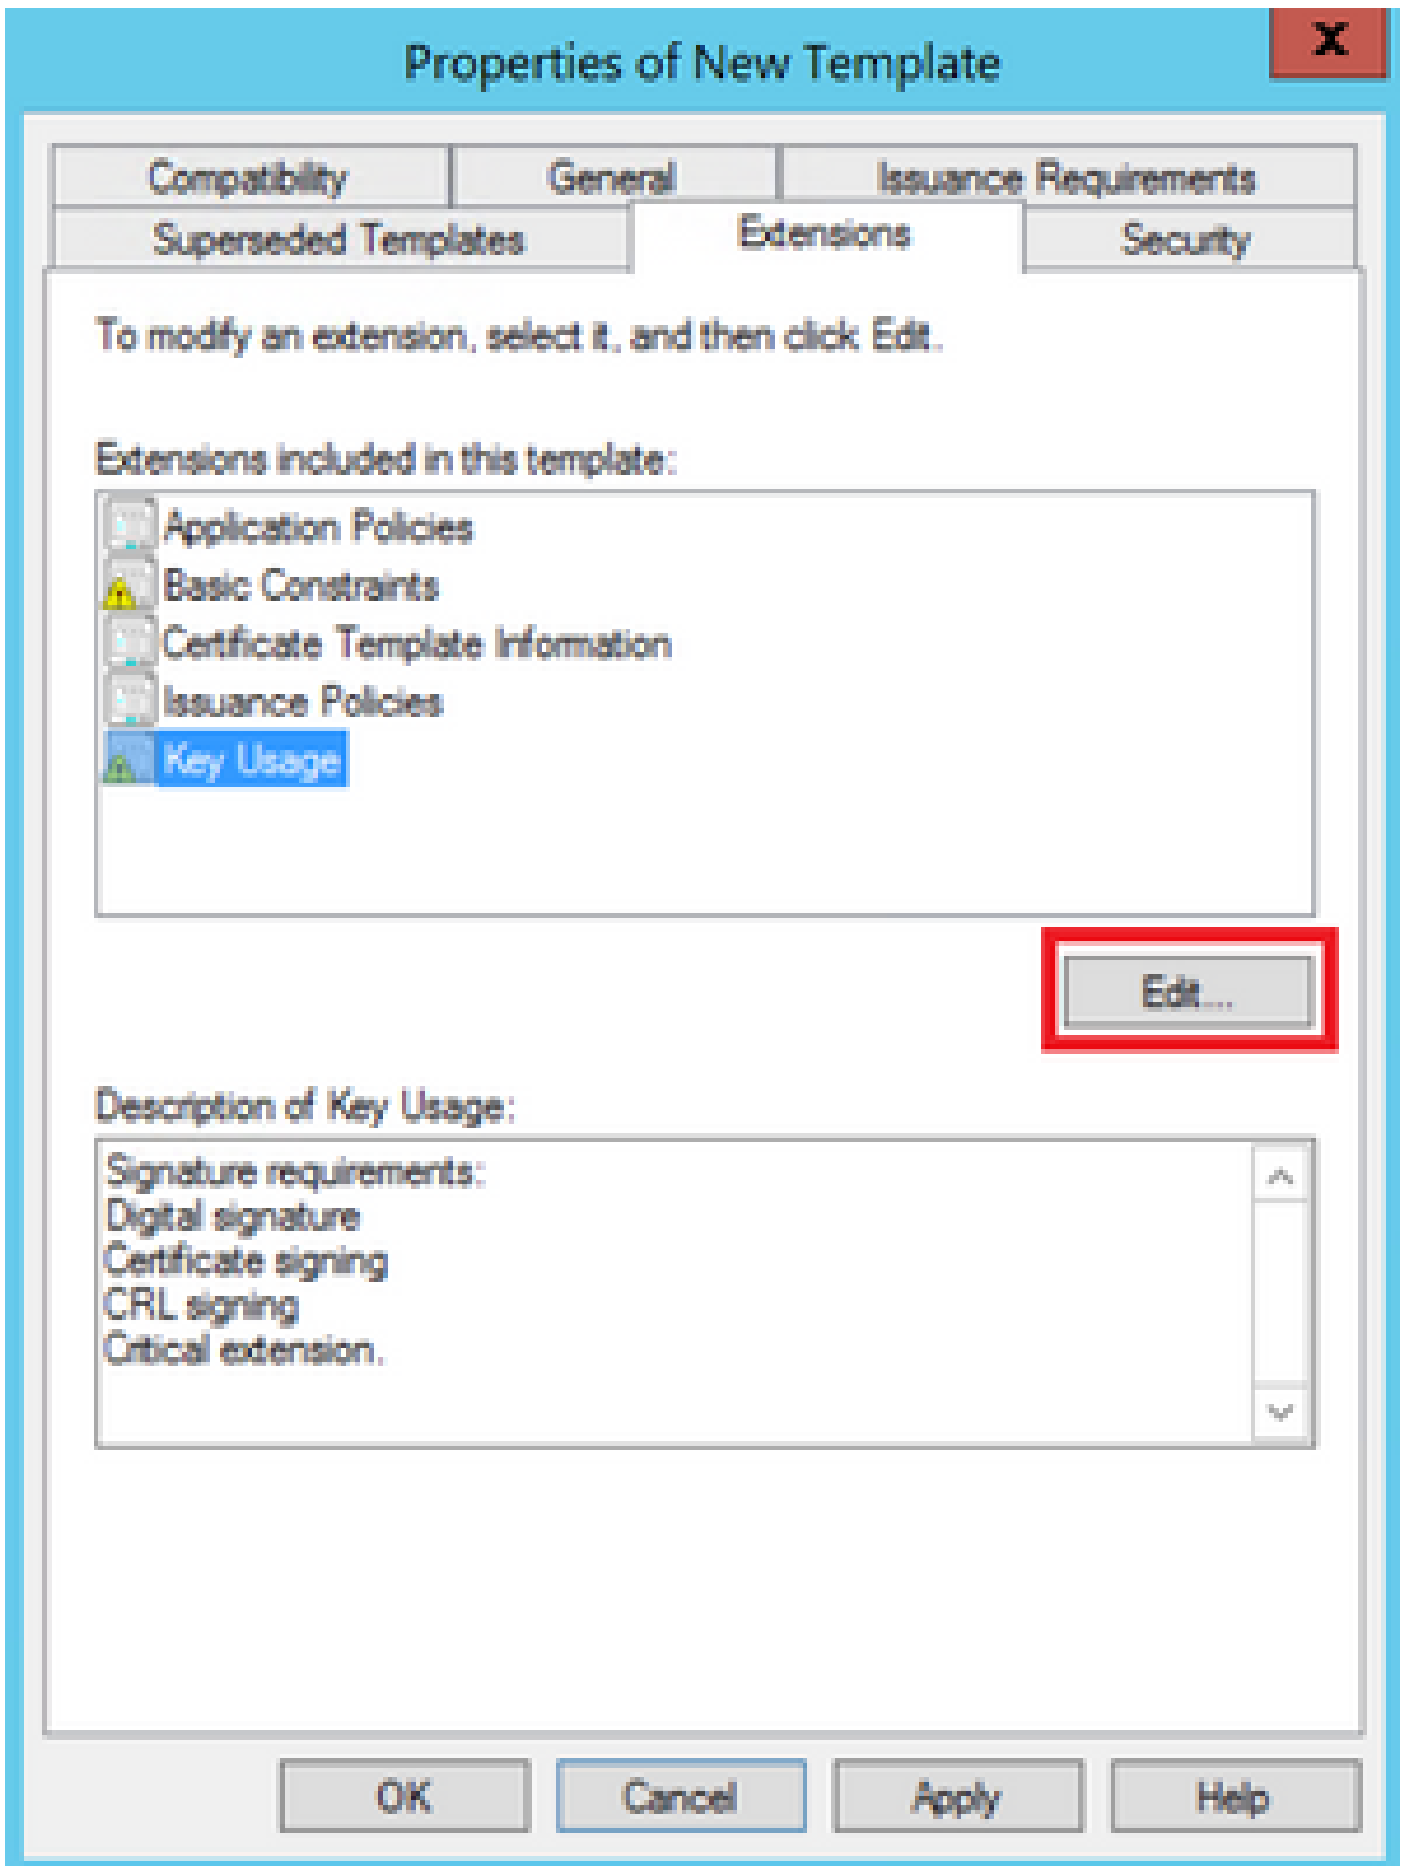 Properties of New Template
x
Compatibility General Issuance Requirements
Superseded Templates Extensions Security
To modify an extension, select it, and then click Edit.
Extensions included in this template:
Application Policies
Basic Constraints
Certificate Template Information
Issuance Policies
Key Usage
Edit...
Description of Key Usage:
Signature requirements:
Digital signature
Certificate signing
CRL signing
Critical extension.
OK Cancel Apply Help